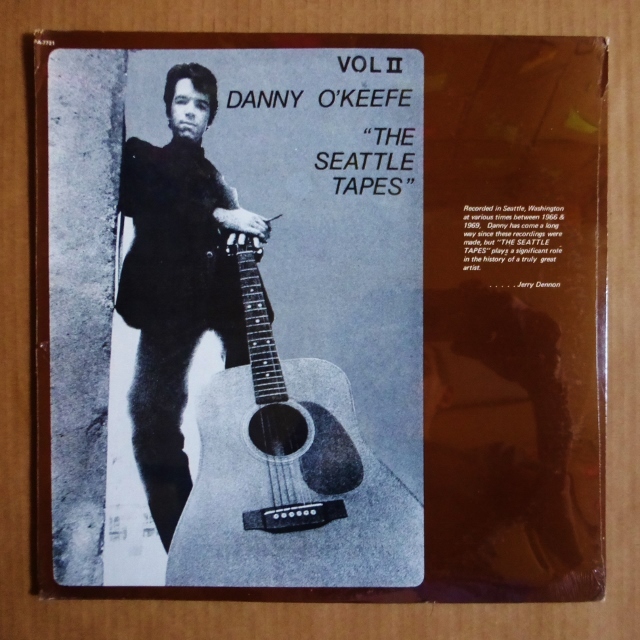 VOL II
DANNY O'KEEFE
"THE
SEATTLE
TAPES"
Recorded in Seattle, Washington
at various times between 1966 &
1969, Danny has come a long
way since these recordings were
made, but "THE SEATTLE
TAPES" plays a significant role
in the history of a truly great
artist.
. . . . . Jerry Dennon